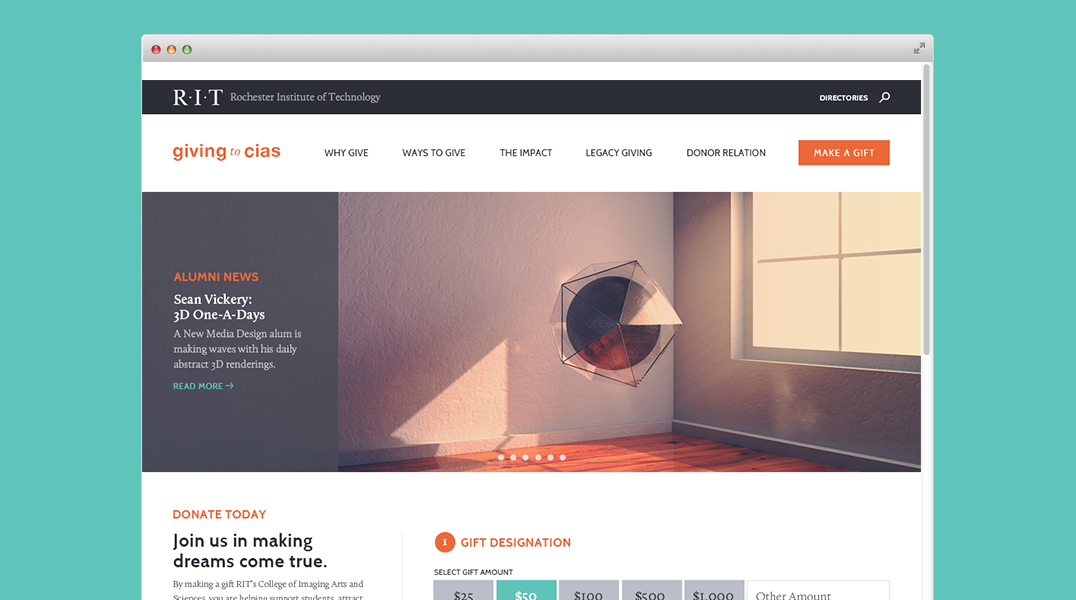 R·I·T Rochester Institute of Technology
DIRECTORIES
giving to cias
WHY GIVE
WAYS TO GIVE
THE IMPACT
LEGACY GIVING
DONOR RELATION
MAKE A GIFT
ALUMNI NEWS
Sean Vickery:
3D One-A-Days
A New Media Design alum is
making waves with his daily
abstract 3D renderings.
READ MORE →
DONATE TODAY
Join us in making
dreams come true.
By making a gift RIT's College of Imaging Arts and
Sciences, you are helping support students, attract
1 GIFT DESIGNATION
SELECT GIFT AMOUNT
$25
$50
$100
$500
$1,000
Other Amount